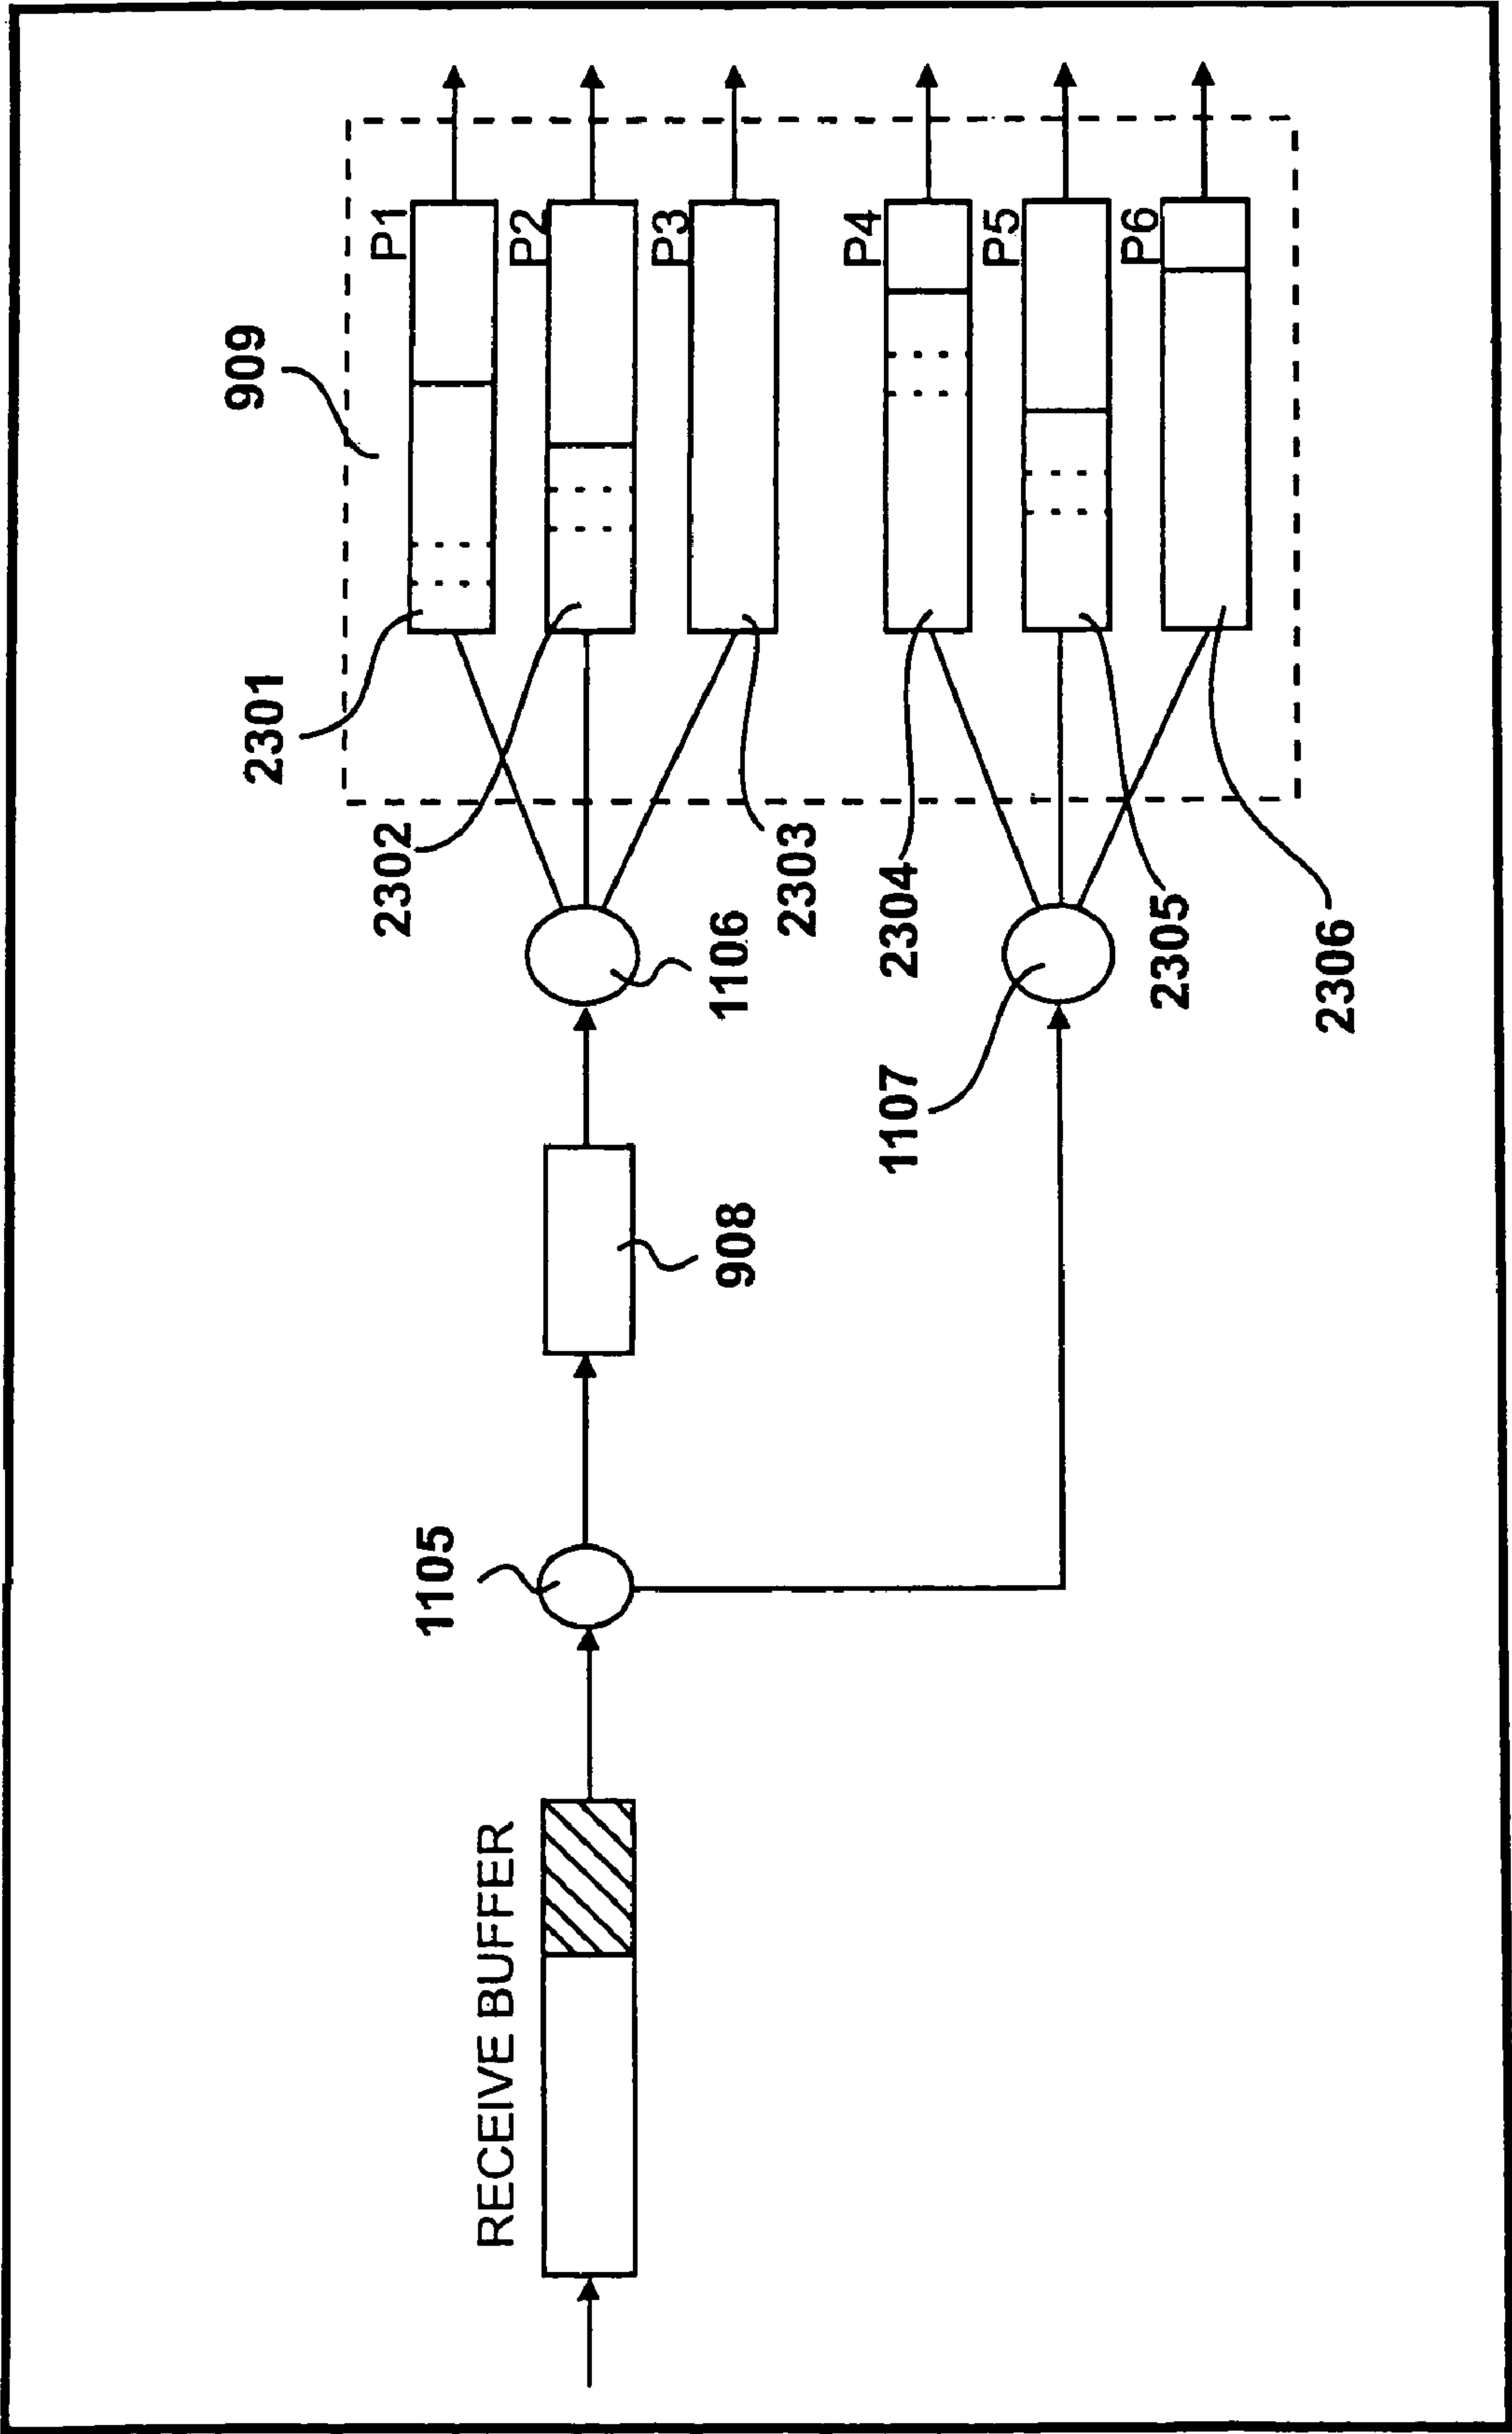 909
P1
P2
P3
P4
P5
P6
2301
2302
2303
2304
2305
2306
1106
1107
908
1105
RECEIVE BUFFER